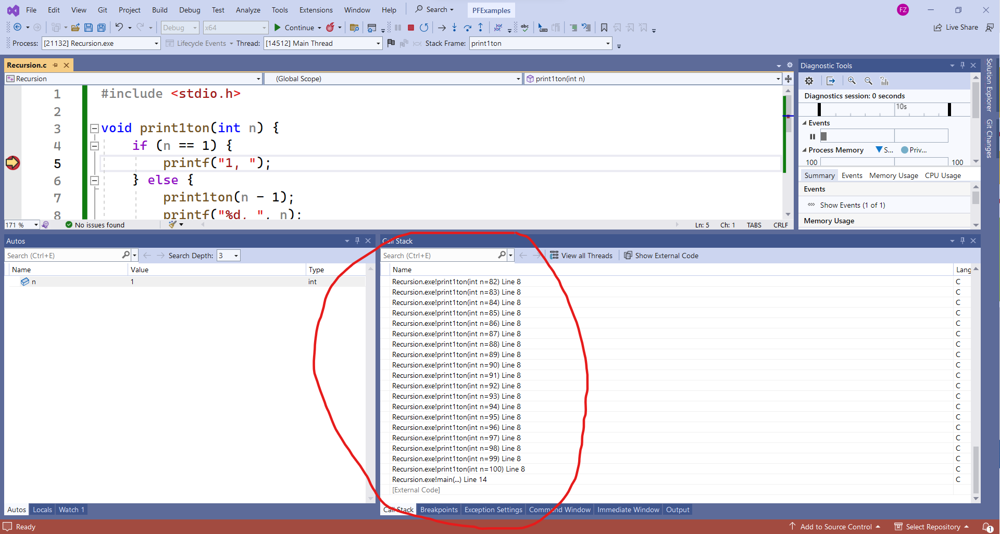 File Edit View Git Project Build Debug Test Analyze Tools Extensions Window Help Search PFExamples FZ
Debug x64 Continue abc Live Share
Process: [21132] Recursion.exe Lifecycle Events Thread: [14512] Main Thread Stack Frame: print1ton
Recursion.c
Recursion (Global Scope) print1ton(int n)
1 #include <stdio.h>
2
3 void print1ton(int n) {
4 if (n == 1) {
5 printf("1, ");
6 } else {
7 print1ton(n - 1);
8 printf("%d, ", n);
171 % No issues found Ln: 5 Ch: 1 TABS CRLF
Diagnostic Tools
Diagnostics session: 0 seconds
10s
Events
Process Memory S... Priv...
100 100
Summary Events Memory Usage CPU Usage
Events
Show Events (1 of 1)
Memory Usage
Solution Explorer
Git Changes
Autos
Search (Ctrl+E) Search Depth: 3
Name Value Type
n 1 int
Autos Locals Watch 1
Call Stack
Search (Ctrl+E) View all Threads Show External Code
Name Lang
Recursion.exe!print1ton(int n=82) Line 8 C
Recursion.exe!print1ton(int n=83) Line 8 C
Recursion.exe!print1ton(int n=84) Line 8 C
Recursion.exe!print1ton(int n=85) Line 8 C
Recursion.exe!print1ton(int n=86) Line 8 C
Recursion.exe!print1ton(int n=87) Line 8 C
Recursion.exe!print1ton(int n=88) Line 8 C
Recursion.exe!print1ton(int n=89) Line 8 C
Recursion.exe!print1ton(int n=90) Line 8 C
Recursion.exe!print1ton(int n=91) Line 8 C
Recursion.exe!print1ton(int n=92) Line 8 C
Recursion.exe!print1ton(int n=93) Line 8 C
Recursion.exe!print1ton(int n=94) Line 8 C
Recursion.exe!print1ton(int n=95) Line 8 C
Recursion.exe!print1ton(int n=96) Line 8 C
Recursion.exe!print1ton(int n=97) Line 8 C
Recursion.exe!print1ton(int n=98) Line 8 C
Recursion.exe!print1ton(int n=99) Line 8 C
Recursion.exe!print1ton(int n=100) Line 8 C
Recursion.exe!main(...) Line 14 C
[External Code]
Call Stack Breakpoints Exception Settings Command Window Immediate Window Output
Ready Add to Source Control Select Repository 1